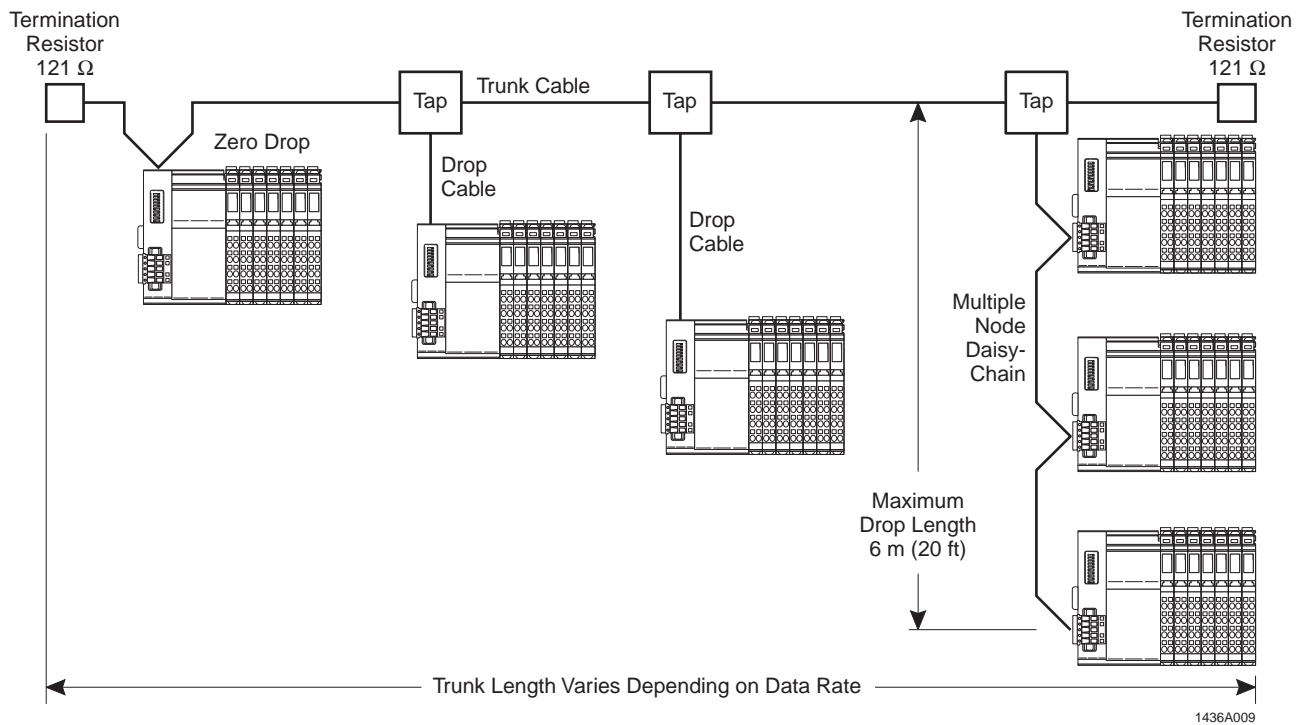 Termination
Resistor
121 Ω
Termination
Resistor
121 Ω
Tap
Trunk Cable
Tap
Tap
Zero Drop
Drop
Cable
Drop
Cable
Multiple
Node
Daisy-
Chain
Maximum
Drop Length
6 m (20 ft)
Trunk Length Varies Depending on Data Rate
1436A009